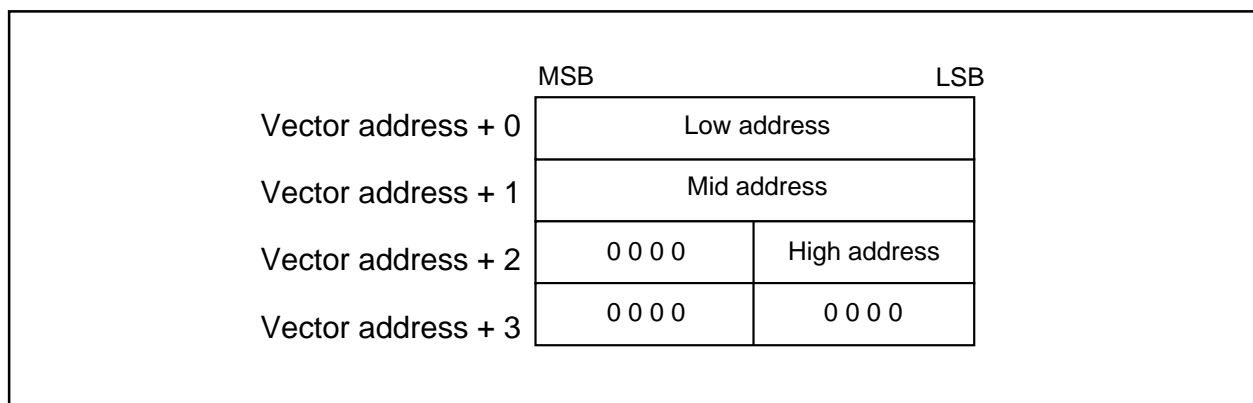 MSB LSB
Vector address + 0 Low address
Vector address + 1 Mid address
Vector address + 2 0 0 0 0 High address
Vector address + 3 0 0 0 0 0 0 0 0